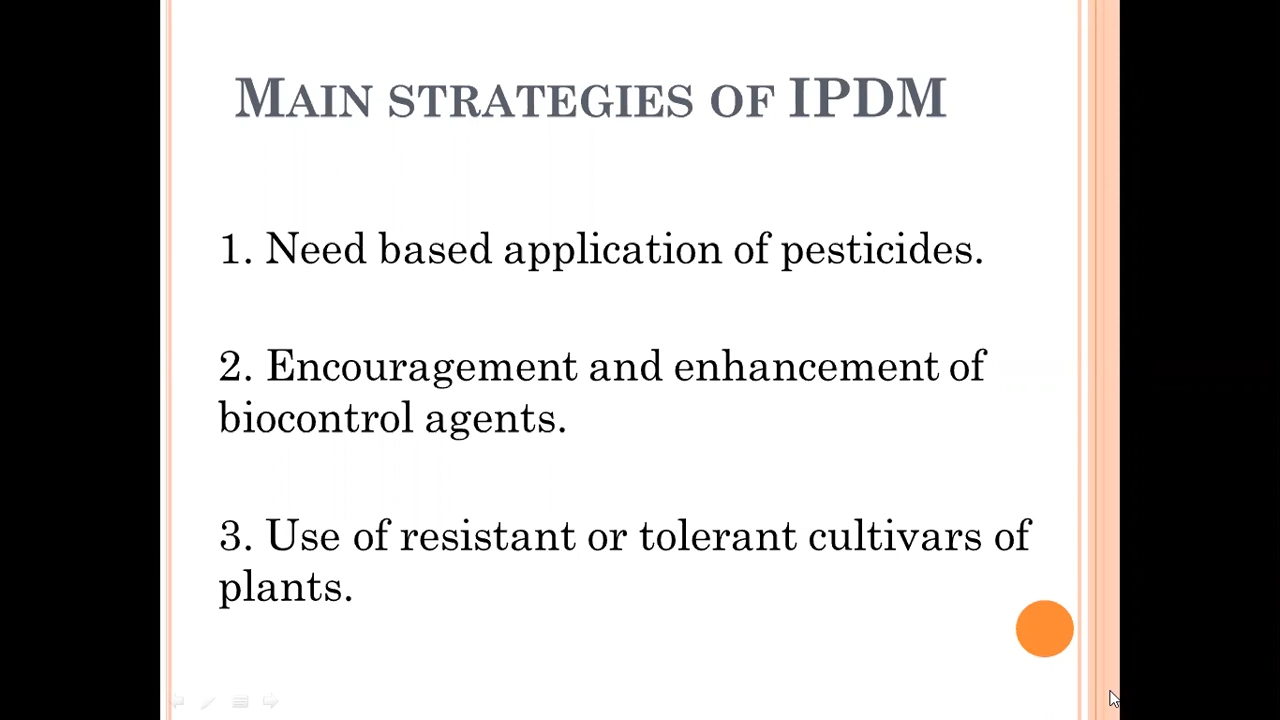 MAIN STRATEGIES OF IPDM
1. Need based application of pesticides.
2. Encouragement and enhancement of
biocontrol agents.
3. Use of resistant or tolerant cultivars of
plants.